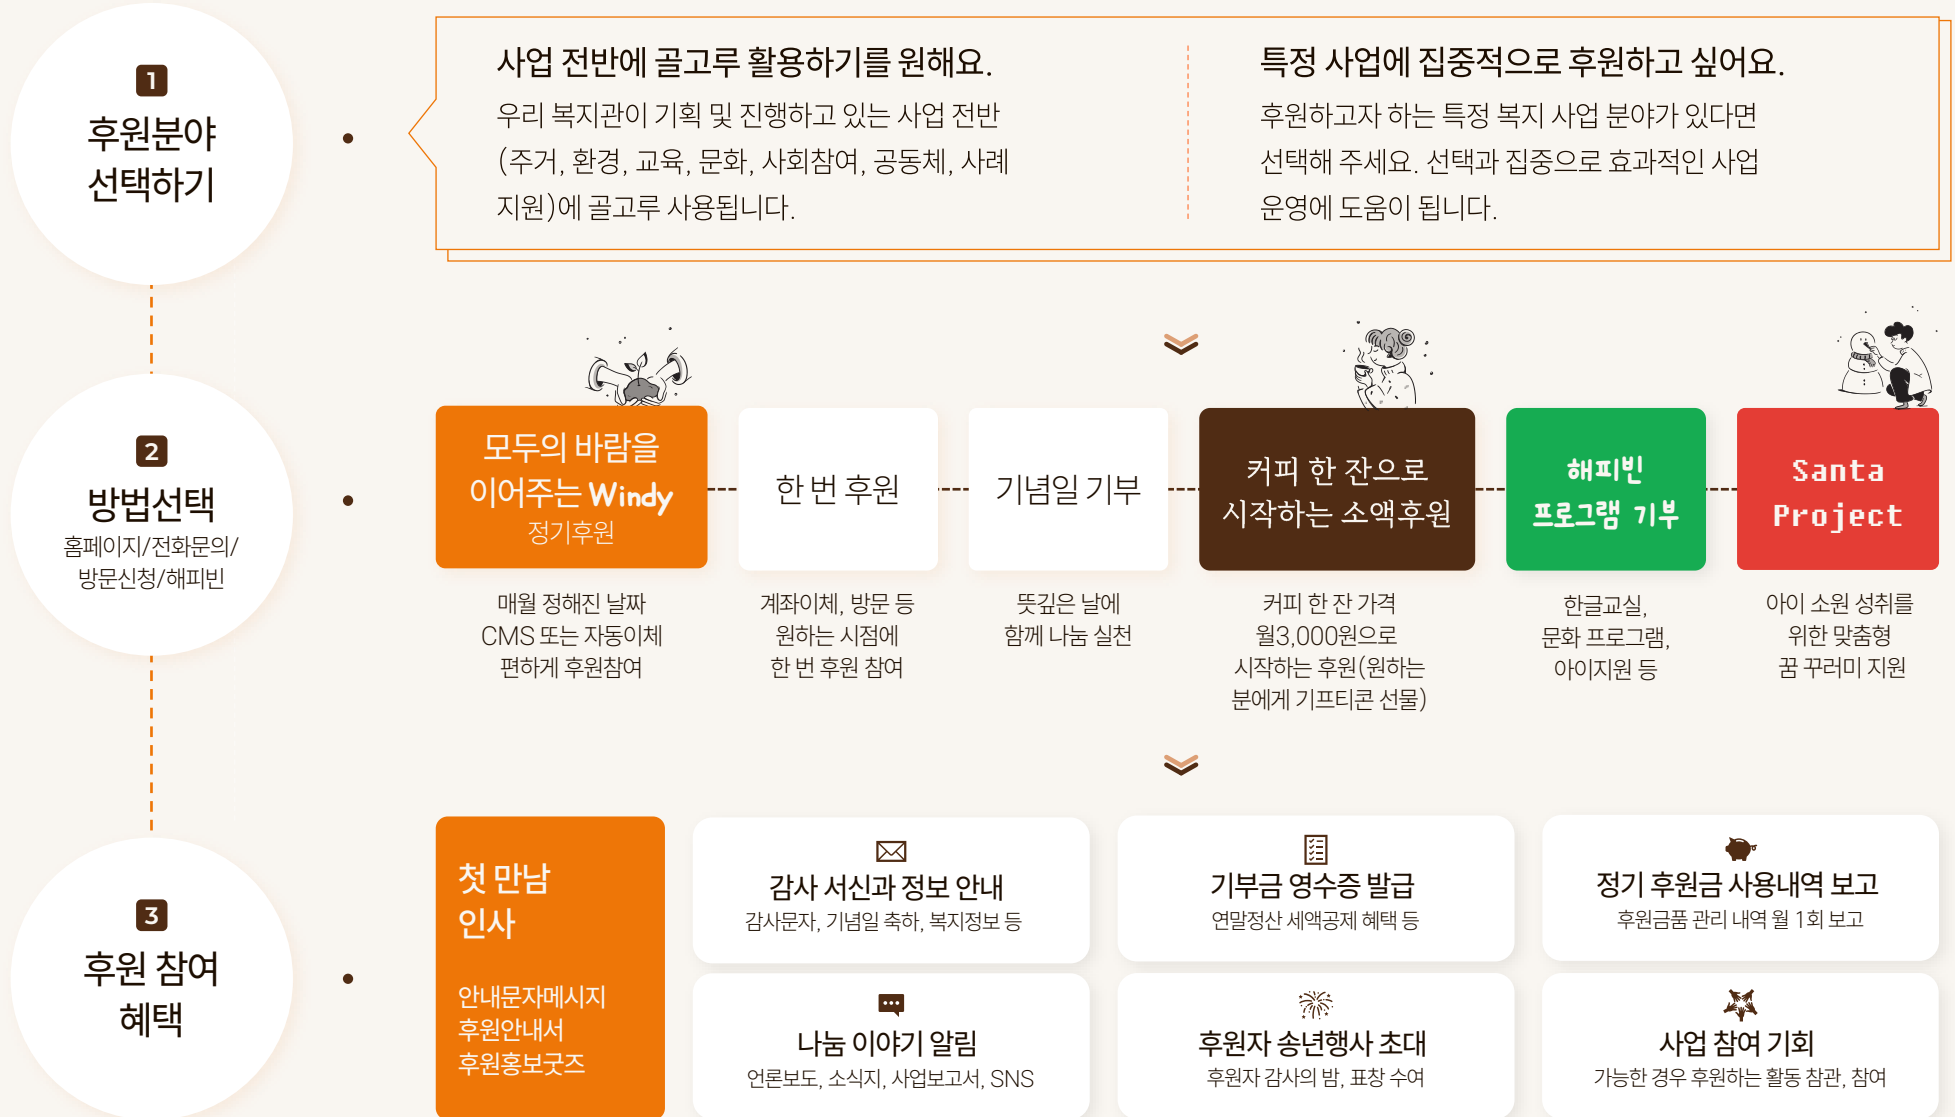 1
후원분야
선택하기
사업 전반에 골고루 활용하기를 원해요.
우리 복지관이 기획 및 진행하고 있는 사업 전반
(주거, 환경, 교육, 문화, 사회참여, 공동체, 사례
지원)에 골고루 사용됩니다.
특정 사업에 집중적으로 후원하고 싶어요.
후원하고자 하는 특정 복지 사업 분야가 있다면
선택해 주세요. 선택과 집중으로 효과적인 사업
운영에 도움이 됩니다.
2
방법선택
홈페이지/전화문의/
방문신청/해피빈
모두의 바람을
이어주는 Windy
정기후원
매월 정해진 날짜
CMS 또는 자동이체
편하게 후원참여
한 번 후원
계좌이체, 방문 등
원하는 시점에
한 번 후원 참여
기념일 기부
뜻깊은 날에
함께 나눔 실천
커피 한 잔으로
시작하는 소액후원
커피 한 잔 가격
월3,000원으로
시작하는 후원(원하는
분에게 기프티콘 선물)
해피빈
프로그램 기부
한글교실,
문화 프로그램,
아이지원 등
Santa
Project
아이 소원 성취를
위한 맞춤형
꿈 꾸러미 지원
3
후원 참여
혜택
첫 만남
인사
안내문자메시지
후원안내서
후원홍보굿즈
감사 서신과 정보 안내
감사문자, 기념일 축하, 복지정보 등
기부금 영수증 발급
연말정산 세액공제 혜택 등
정기 후원금 사용내역 보고
후원금품 관리 내역 월 1회 보고
나눔 이야기 알림
언론보도, 소식지, 사업보고서, SNS
후원자 송년행사 초대
후원자 감사의 밤, 표창 수여
사업 참여 기회
가능한 경우 후원하는 활동 참관, 참여